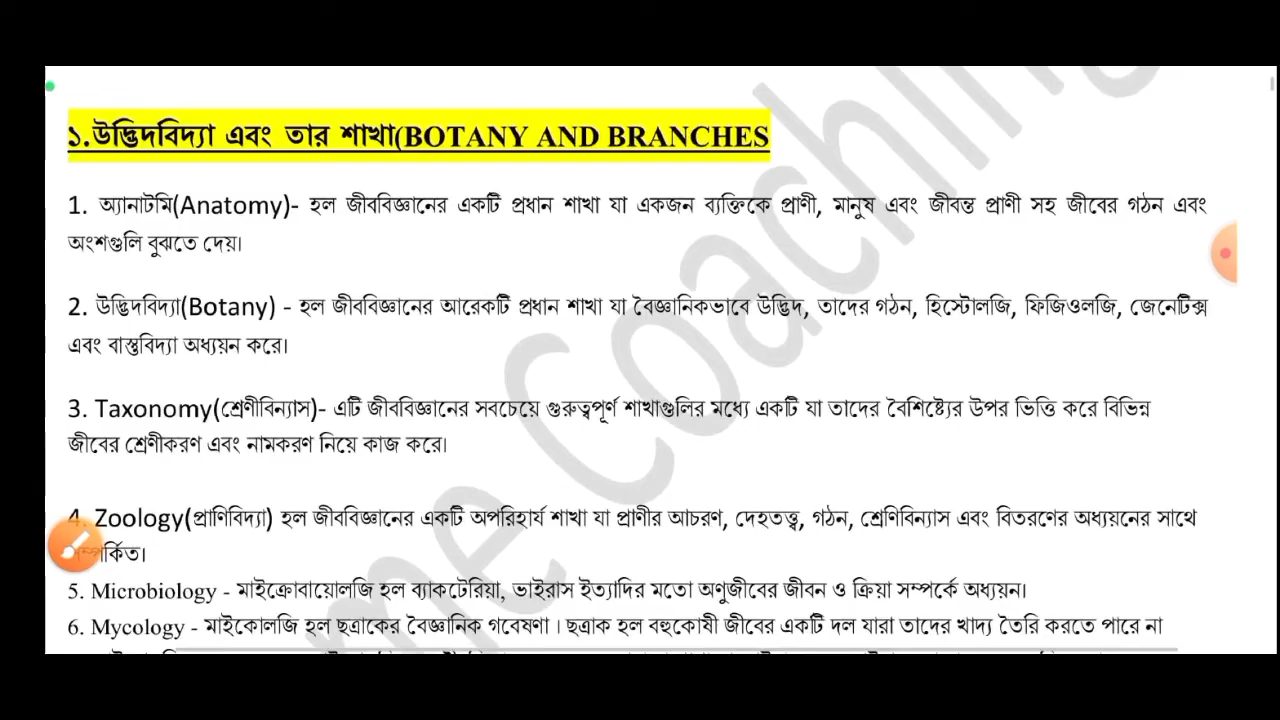 ১.উদ্ভিদবিদ্যা এবং তার শাখা(BOTANY AND BRANCHES
1. অ্যানাটমি(Anatomy)- হল জীববিজ্ঞানের একটি প্রধান শাখা যা একজন ব্যক্তিকে প্রাণী, মানুষ এবং জীবন্ত প্রাণী সহ জীবের গঠন এবং
অংশগুলি বুঝতে দেয়।
2. উদ্ভিদবিদ্যা(Botany) - হল জীববিজ্ঞানের আরেকটি প্রধান শাখা যা বৈজ্ঞানিকভাবে উদ্ভিদ, তাদের গঠন, হিস্টোলজি, ফিজিওলজি, জেনেটিক্স
এবং বাস্তুবিদ্যা অধ্যয়ন করে।
3. Taxonomy(শ্রেণীবিন্যাস)- এটি জীববিজ্ঞানের সবচেয়ে গুরুত্বপূর্ণ শাখাগুলির মধ্যে একটি যা তাদের বৈশিষ্ট্যের উপর ভিত্তি করে বিভিন্ন
জীবের শ্রেণীকরণ এবং নামকরণ নিয়ে কাজ করে।
4. Zoology(প্রাণিবিদ্যা) হল জীববিজ্ঞানের একটি অপরিহার্য শাখা যা প্রাণীর আচরণ, দেহতত্ত্ব, গঠন, শ্রেণিবিন্যাস এবং বিতরণের অধ্যয়নের সাথে
সম্পর্কিত।
5. Microbiology - মাইক্রোবায়োলজি হল ব্যাকটেরিয়া, ভাইরাস ইত্যাদির মতো অণুজীবের জীবন ও ক্রিয়া সম্পর্কে অধ্যয়ন।
6. Mycology - মাইকোলজি হল ছত্রাকের বৈজ্ঞানিক গবেষণা। ছত্রাক হল বহুকোষী জীবের একটি দল যারা তাদের খাদ্য তৈরি করতে পারে না
me Coaching